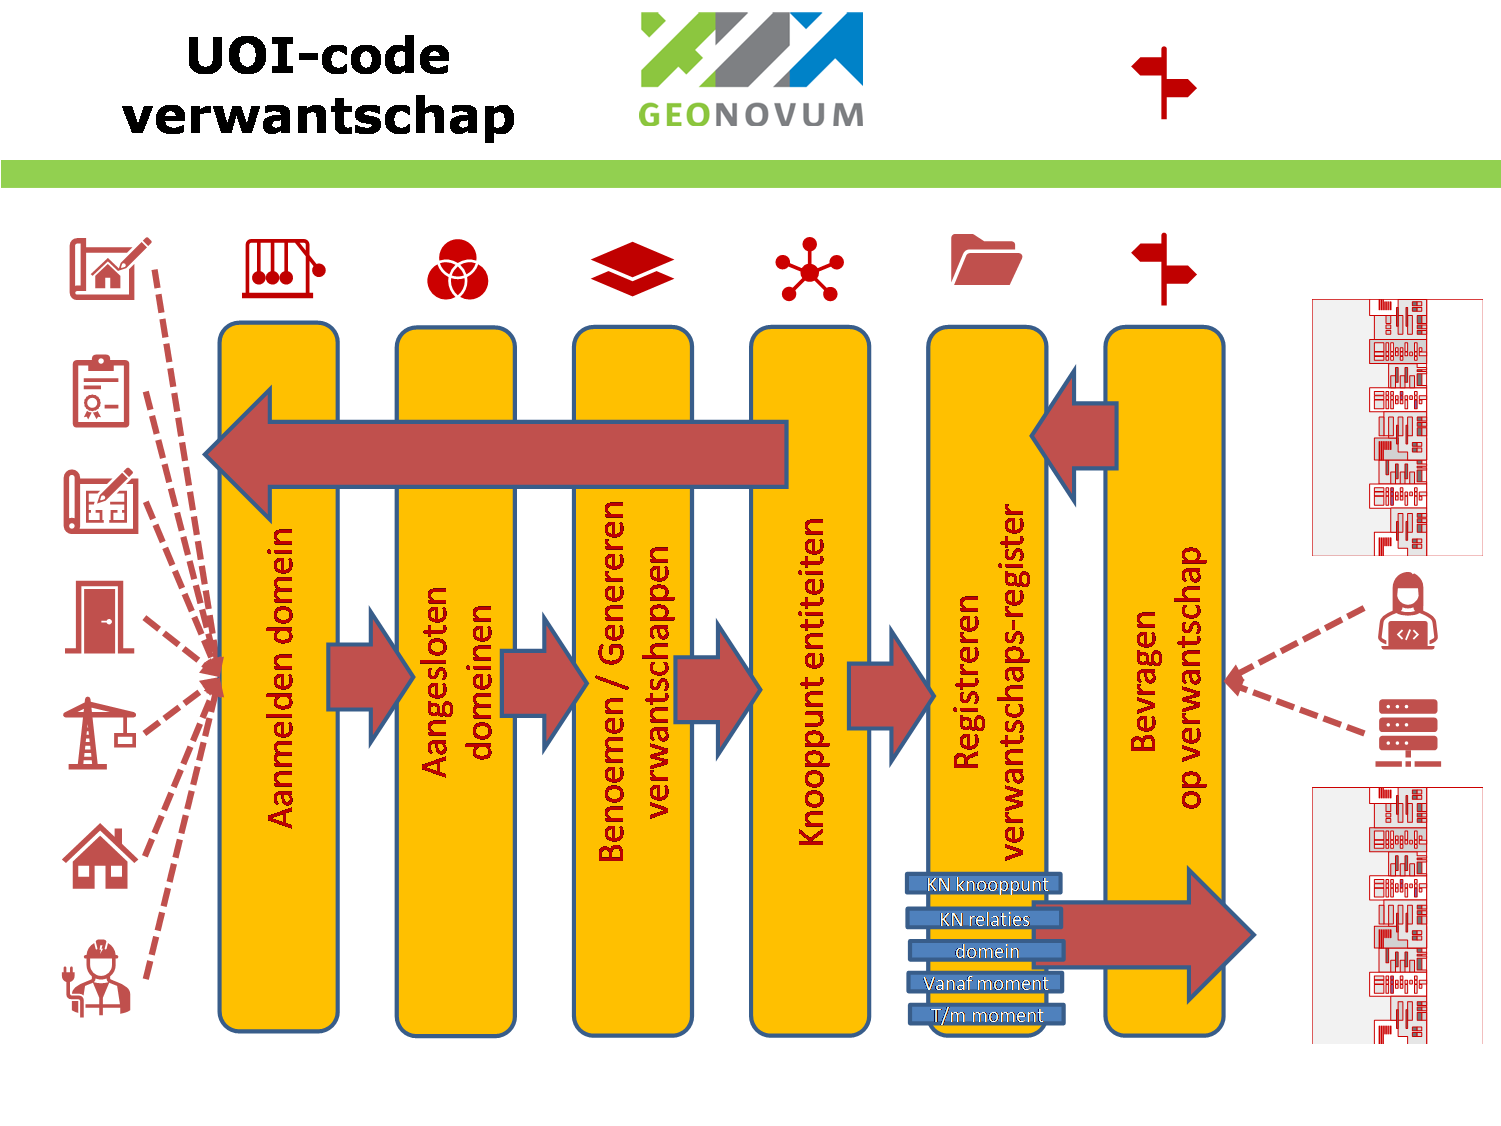 UOI-code
verwantschap
GEONOVUM
Aanmelden domein
Aangesloten
domeinen
Benoemen / Genereren
verwantschappen
Knooppunt entiteiten
Registreren
verwantschaps-register
Bevragen
op verwantschap
KN knooppunt
KN relaties
domein
Vanaf moment
T/m moment